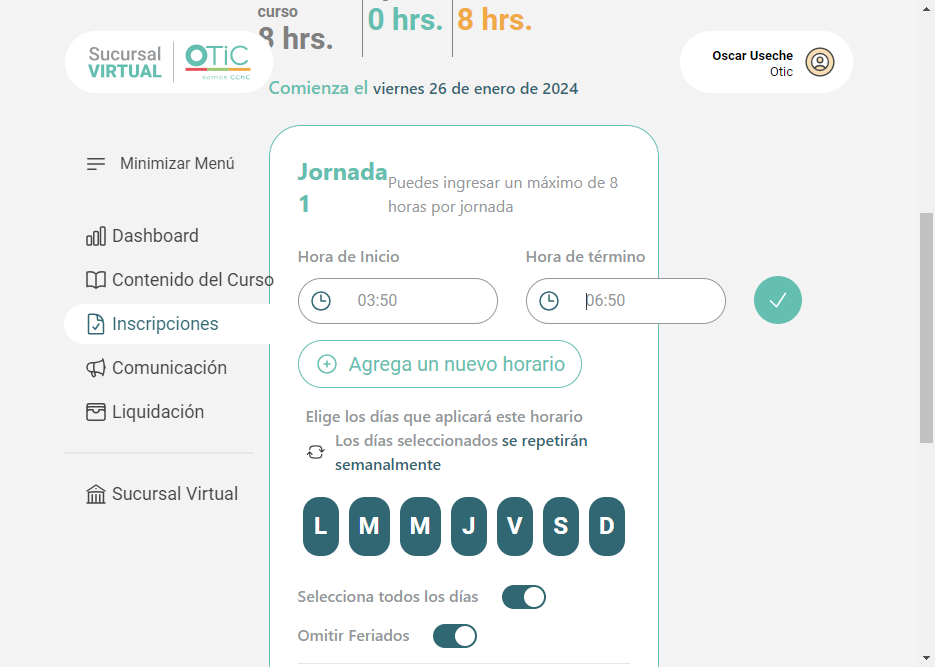 curso
8 hrs.
0 hrs.
8 hrs.
Sucursal
VIRTUAL
OTIC
somos CChC
Oscar Useche
Otic
Comienza el viernes 26 de enero de 2024
Minimizar Menú
Dashboard
Contenido del Curso
Inscripciones
Comunicación
Liquidación
Sucursal Virtual
Jornada
1
Puedes ingresar un máximo de 8
horas por jornada
Hora de Inicio
Hora de término
03:50
06:50
Agrega un nuevo horario
Elige los días que aplicará este horario
Los días seleccionados se repetirán
semanalmente
L M M J V S D
Selecciona todos los días
Omitir Feriados